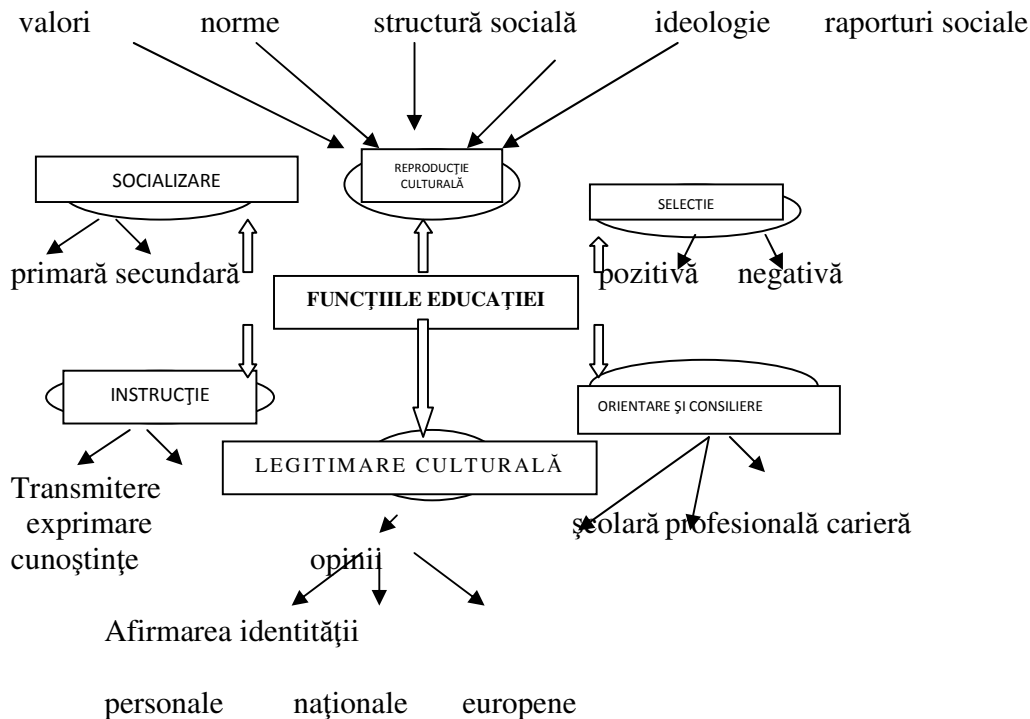 valori norme structură socială ideologie raporturi sociale
REPRODUCŢIE
CULTURALĂ
SOCIALIZARE
SELECTIE
primară secundară
pozitivă negativă
FUNCŢIILE EDUCAŢIEI
INSTRUCŢIE
ORIENTARE ŞI CONSILIERE
LEGITIMARE CULTURALĂ
Transmitere
exprimare
şcolară profesională carieră
cunoştinţe opinii
Afirmarea identităţii
personale naţionale europene